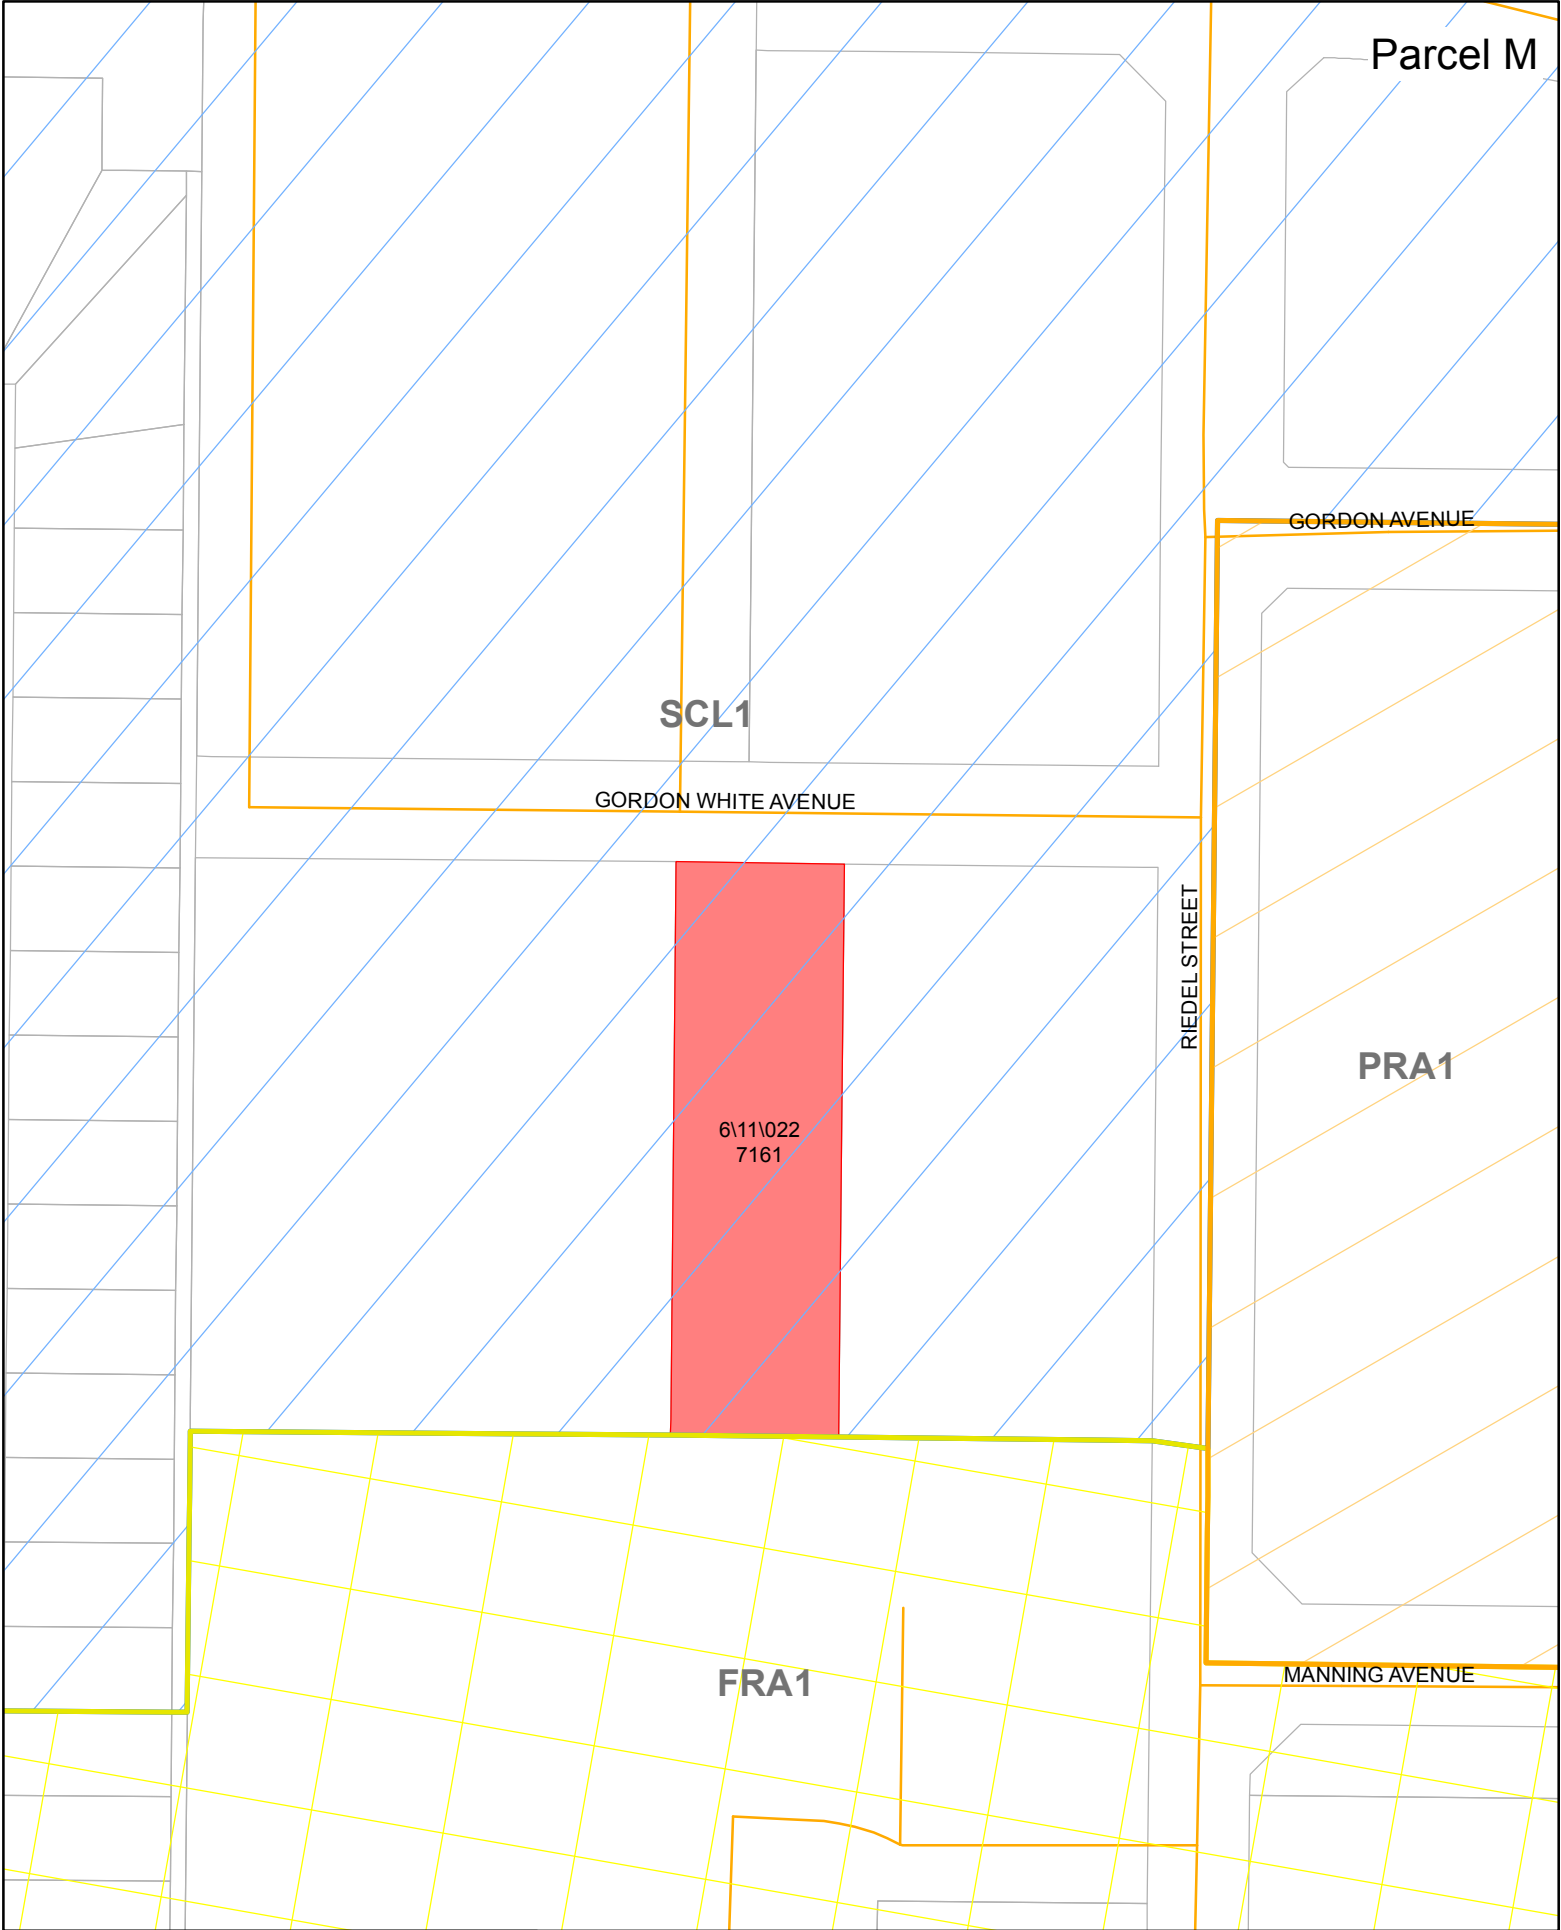 Parcel M
GORDON AVENUE
SCL1
GORDON WHITE AVENUE
RIEDEL STREET
PRA1
6\11\022
7161
MANNING AVENUE
FRA1